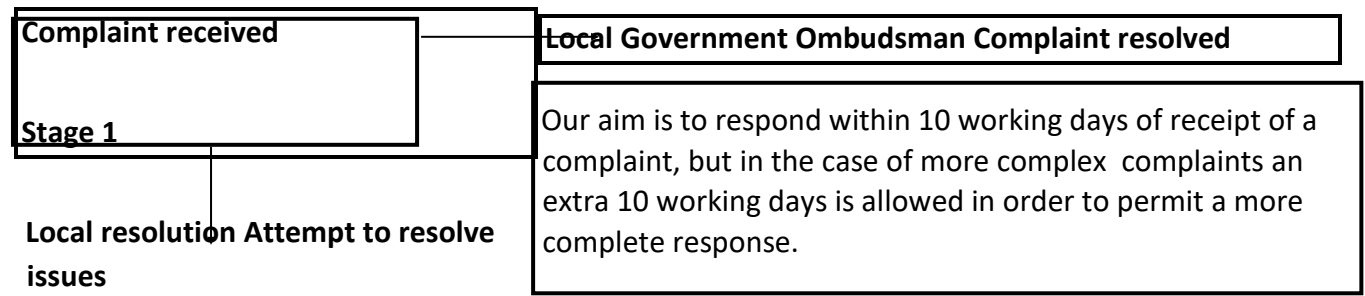 Complaint received
Stage 1
Local resolution Attempt to resolve
issues
Local Government Ombudsman Complaint resolved
Our aim is to respond within 10 working days of receipt of a
complaint, but in the case of more complex complaints an
extra 10 working days is allowed in order to permit a more
complete response.